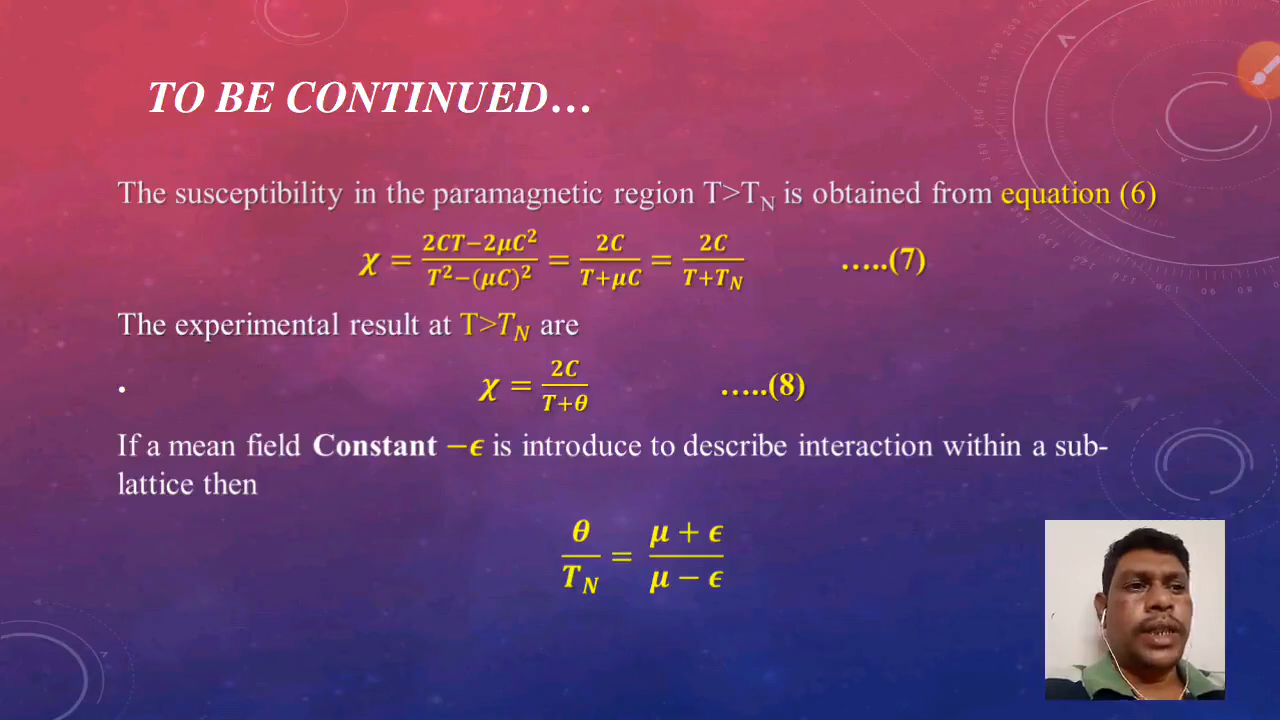 TO BE CONTINUED…
The susceptibility in the paramagnetic region T>T_N is obtained from equation (6)
χ = (2CT−2μC²)/(T²−(μC)²) = 2C/(T+μC) = 2C/(T+T_N) …..(7)
The experimental result at T>T_N are
• χ = 2C/(T+θ) …..(8)
If a mean field Constant −ϵ is introduce to describe interaction within a sub-
lattice then
θ/T_N = (μ + ϵ)/(μ − ϵ)